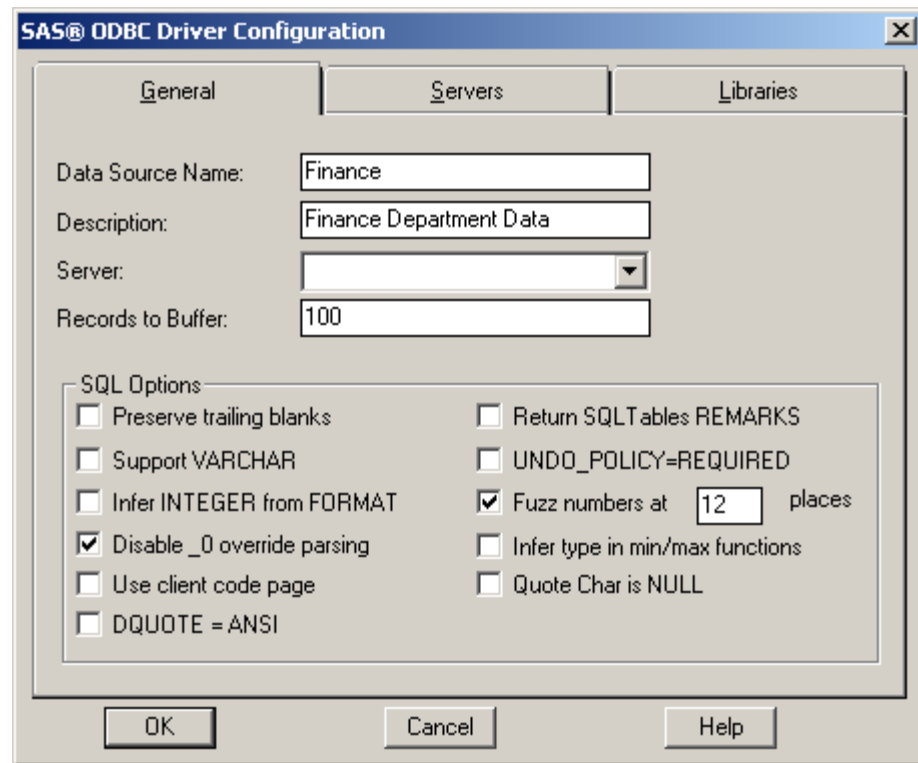 SAS® ODBC Driver Configuration
General
Servers
Libraries
Data Source Name: Finance
Description: Finance Department Data
Server:
Records to Buffer: 100
SQL Options
Preserve trailing blanks
Return SQLTables REMARKS
Support VARCHAR
UNDO_POLICY=REQUIRED
Infer INTEGER from FORMAT
Fuzz numbers at 12 places
Disable _0 override parsing
Infer type in min/max functions
Use client code page
Quote Char is NULL
DQUOTE = ANSI
OK
Cancel
Help